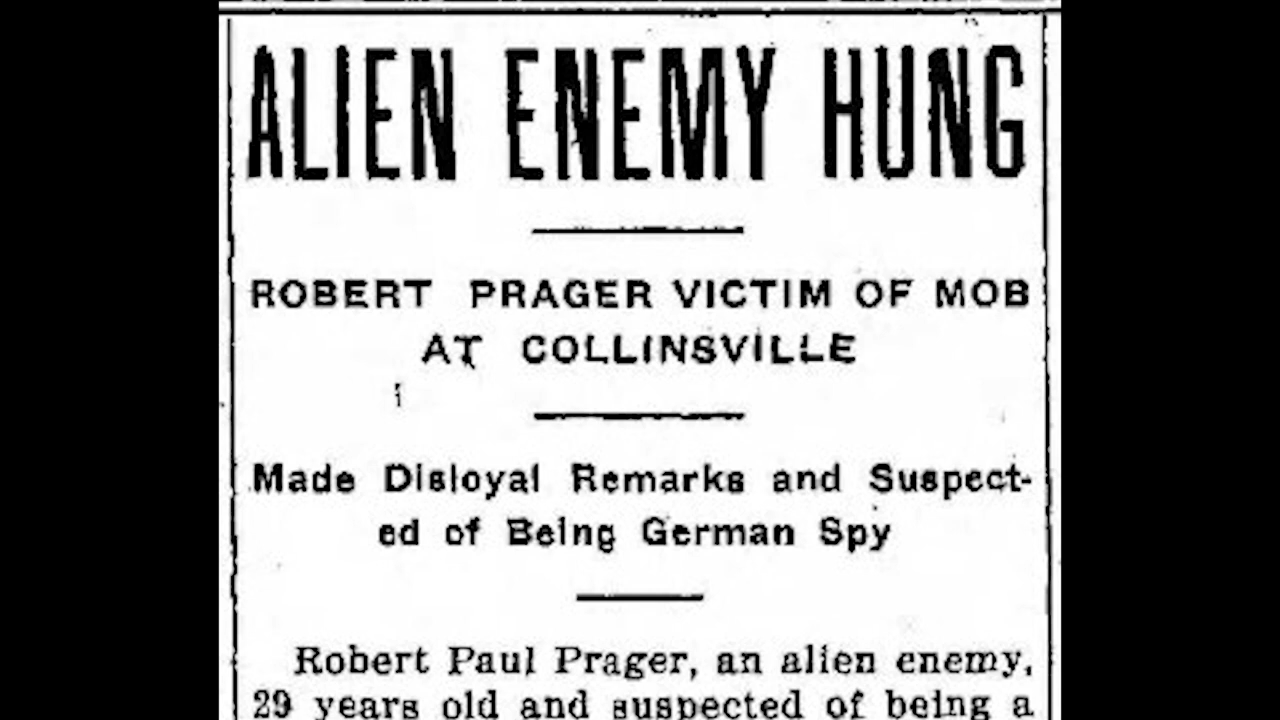 ALIEN ENEMY HUNG
ROBERT PRAGER VICTIM OF MOB
AT COLLINSVILLE
Made Disloyal Remarks and Suspect-
ed of Being German Spy
Robert Paul Prager, an alien enemy,
29 years old and suspected of being a